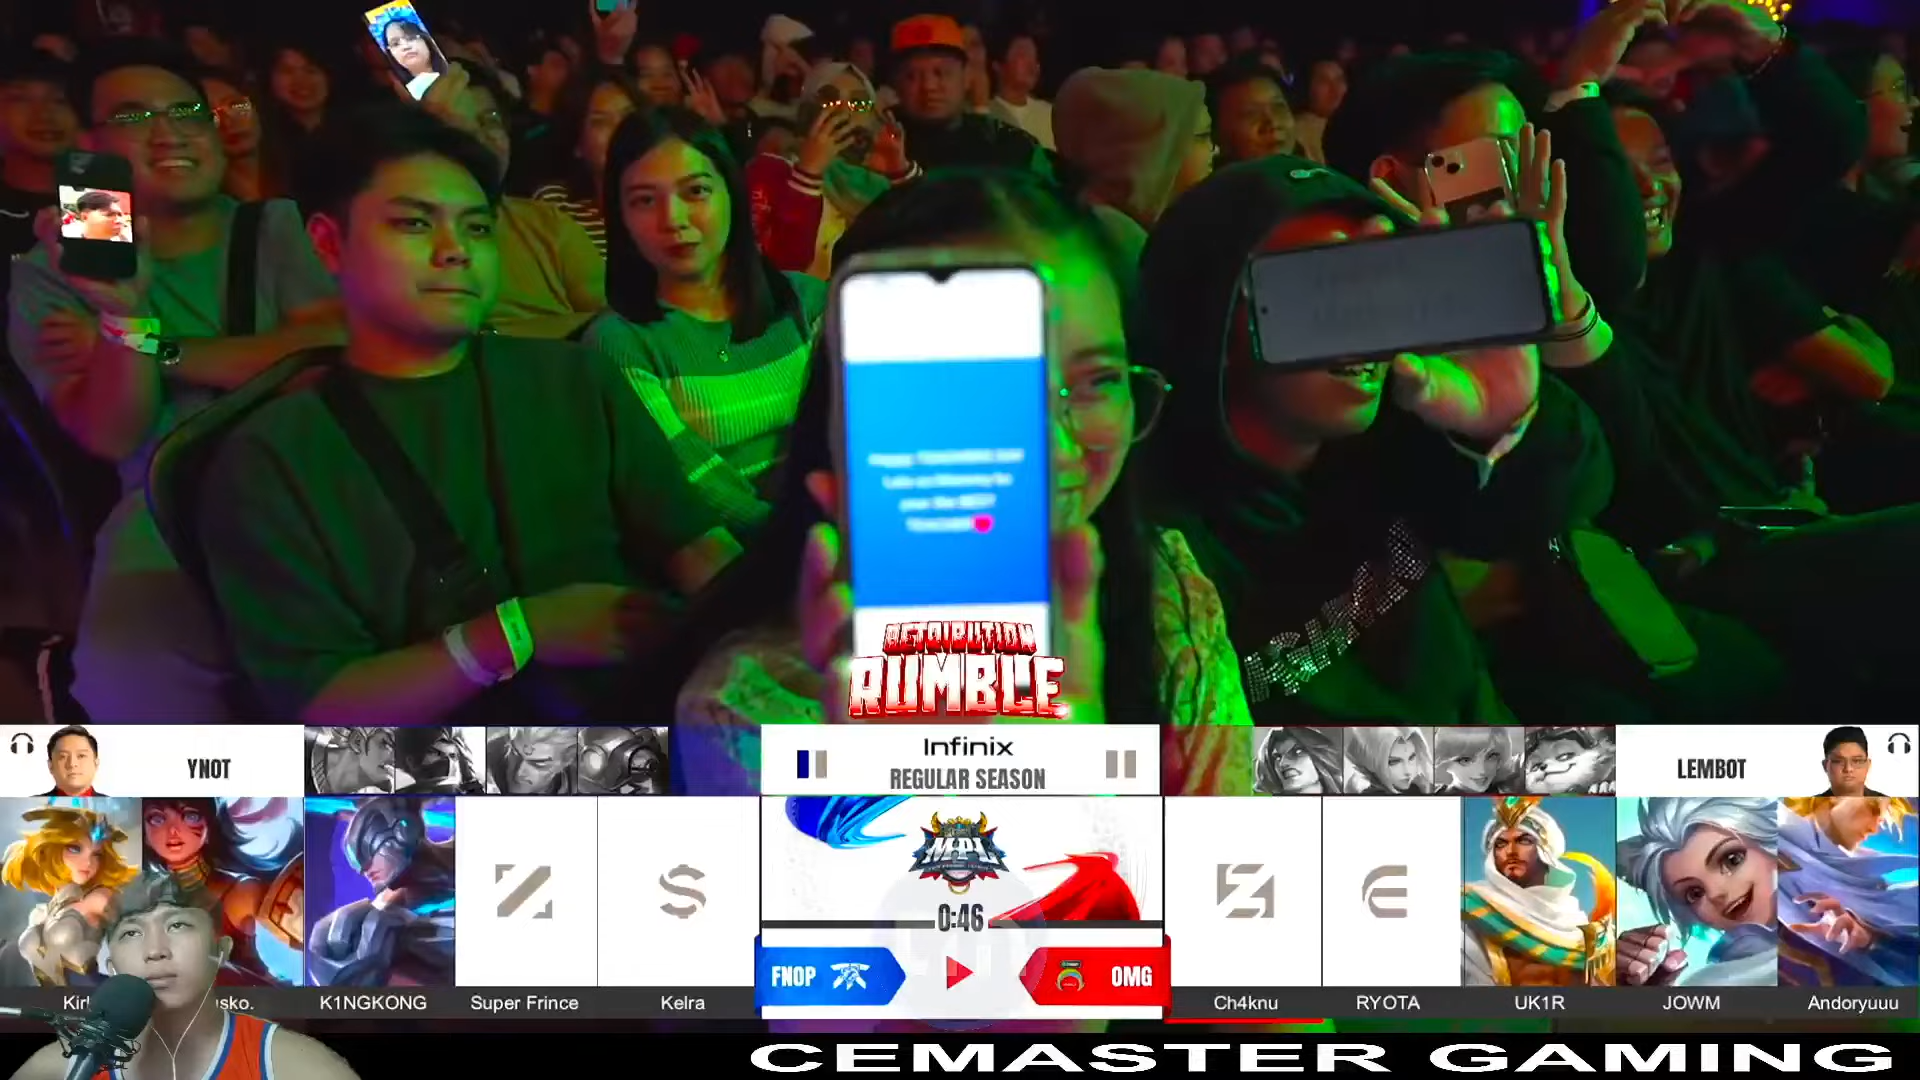 RETRIBUTION
RUMBLE
YNOT
Infinix
REGULAR SEASON
LEMBOT
MPL
0:46
FNOP
OMG
K1NGKONG
Super Frince
Kelra
Ch4knu
RYOTA
UK1R
JOWM
Andoryuuu
CEMASTER GAMING